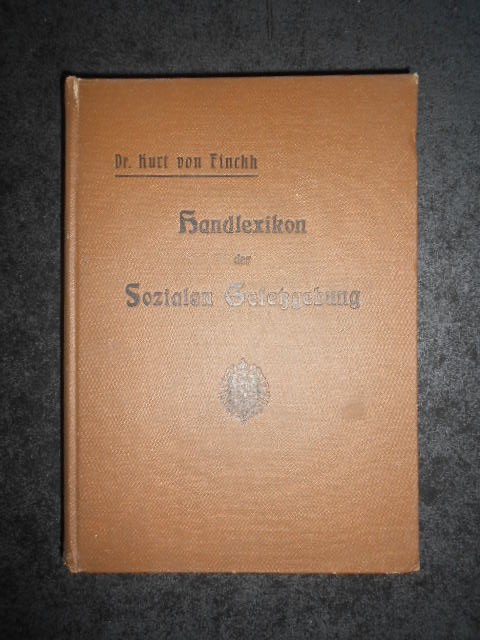 Dr. Kurt von Finckh
Handlexikon
der
Sozialen Gesetzgebung